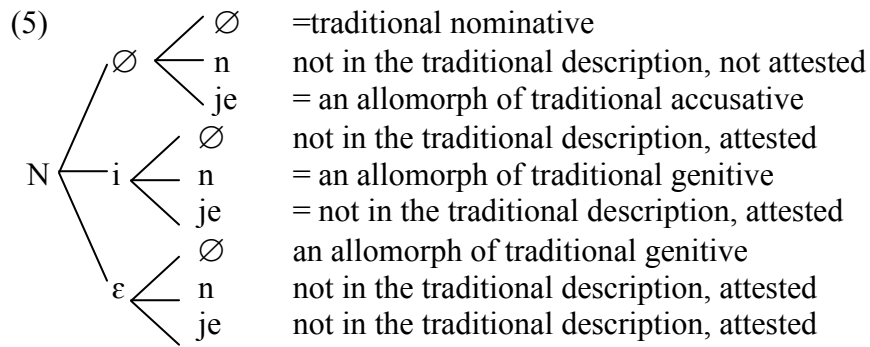 (5) ∅ =traditional nominative
∅ n not in the traditional description, not attested
je = an allomorph of traditional accusative
∅ not in the traditional description, attested
N i n = an allomorph of traditional genitive
je = not in the traditional description, attested
∅ an allomorph of traditional genitive
ε n not in the traditional description, attested
je not in the traditional description, attested